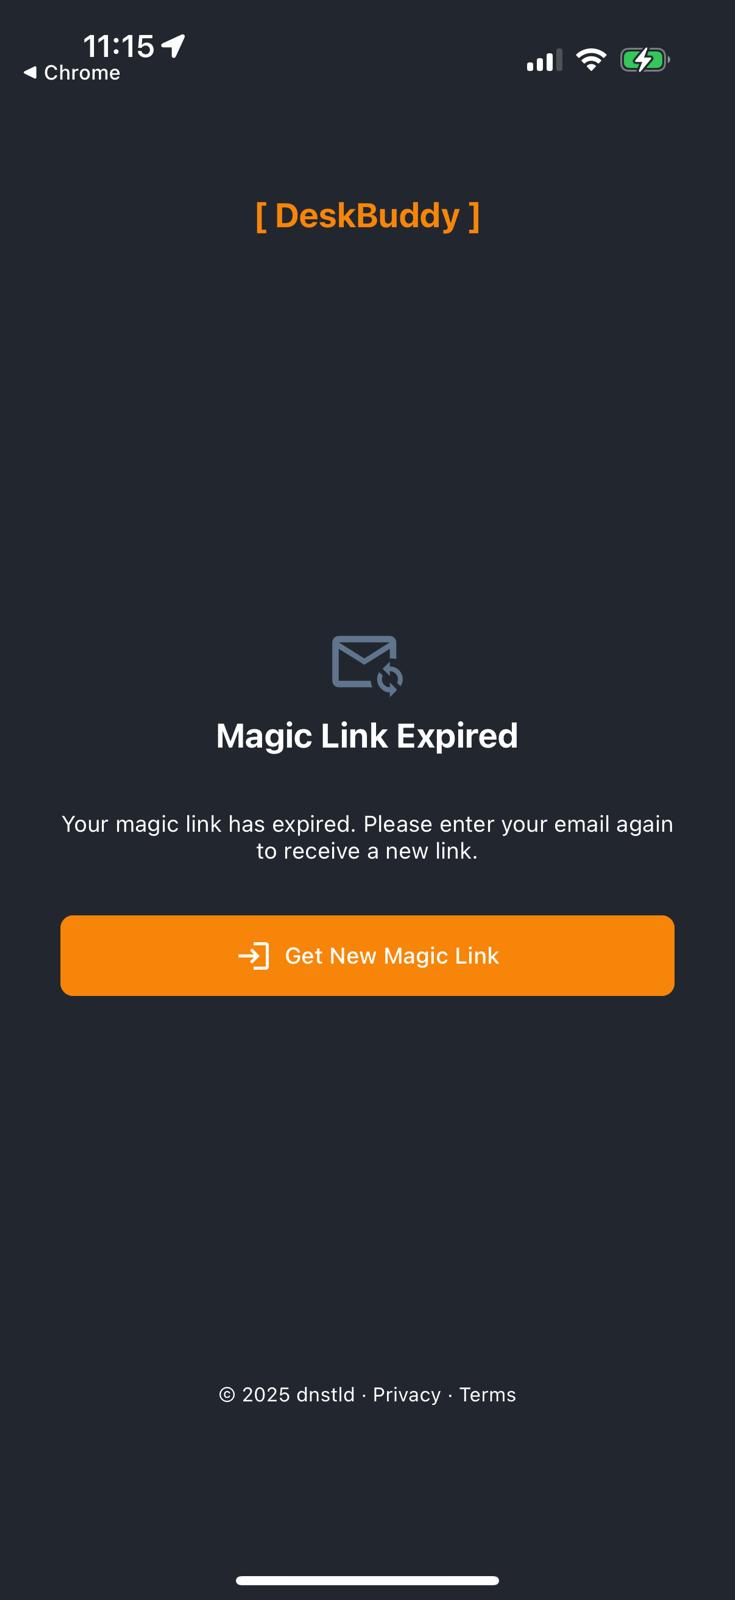 11:15
◀ Chrome
[ DeskBuddy ]
Magic Link Expired
Your magic link has expired. Please enter your email again
to receive a new link.
Get New Magic Link
© 2025 dnstld · Privacy · Terms